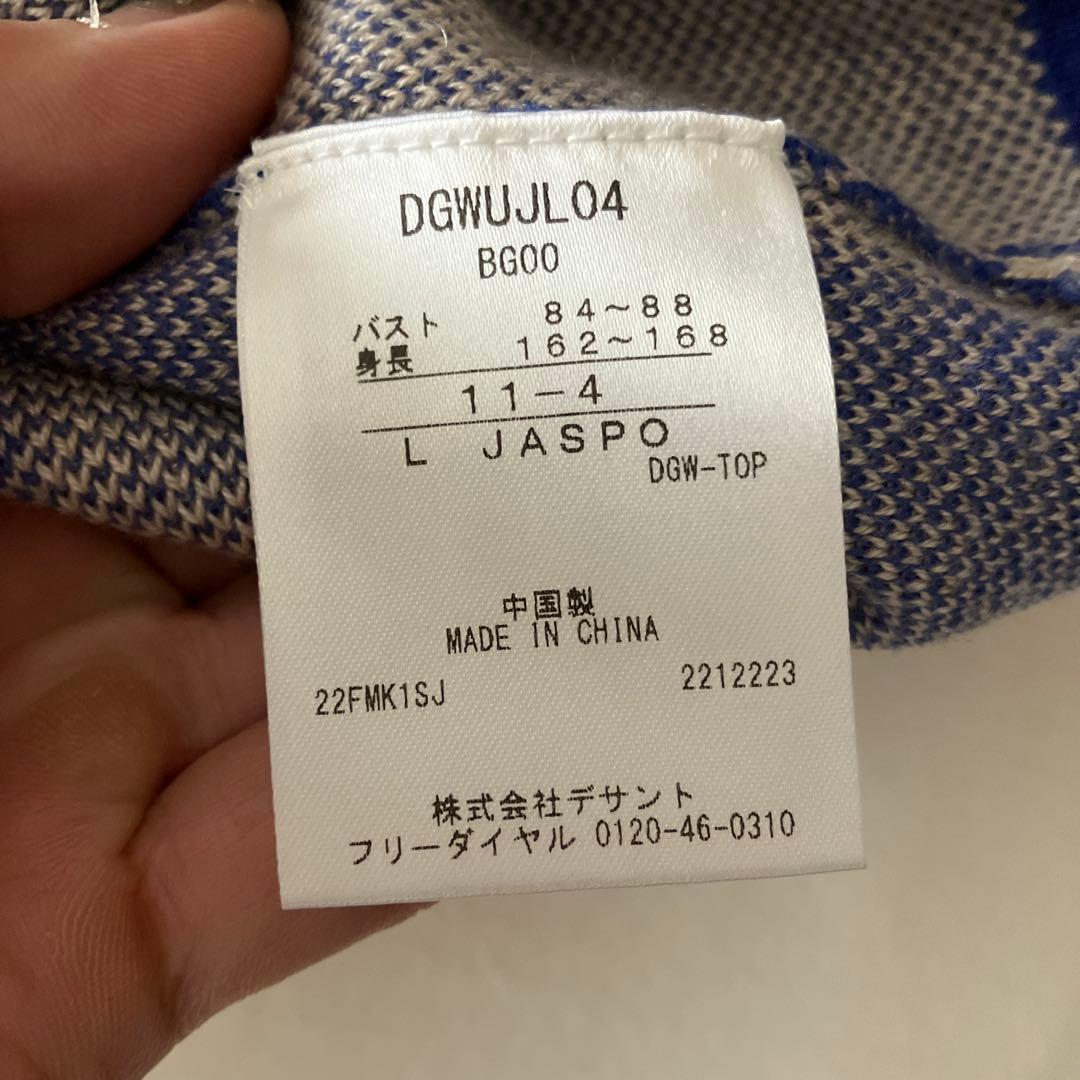 DGWUJL04
BG00
バスト 84～88
身長 162～168
11－4
L JASPO
DGW-TOP
中国製
MADE IN CHINA
22FMK1SJ 2212223
株式会社デサント
フリーダイヤル 0120-46-0310